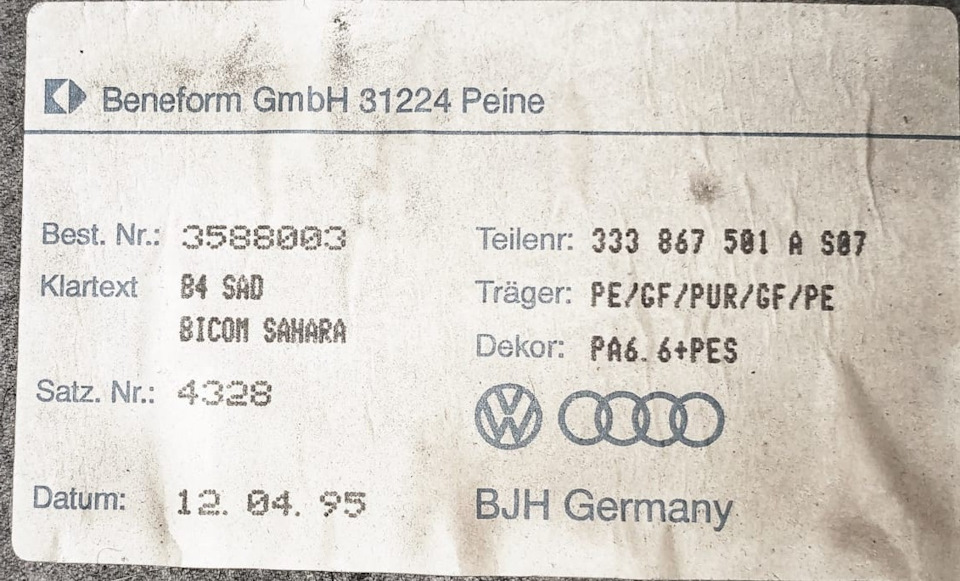 Beneform GmbH 31224 Peine
Best. Nr.: 3588003
Teilenr: 333 867 501 A S07
Klartext B4 SAD
Träger: PE/GF/PUR/GF/PE
BICOM SAHARA
Dekor: PA6.6+PES
Satz. Nr.: 4328
Datum: 12.04.95
BJH Germany